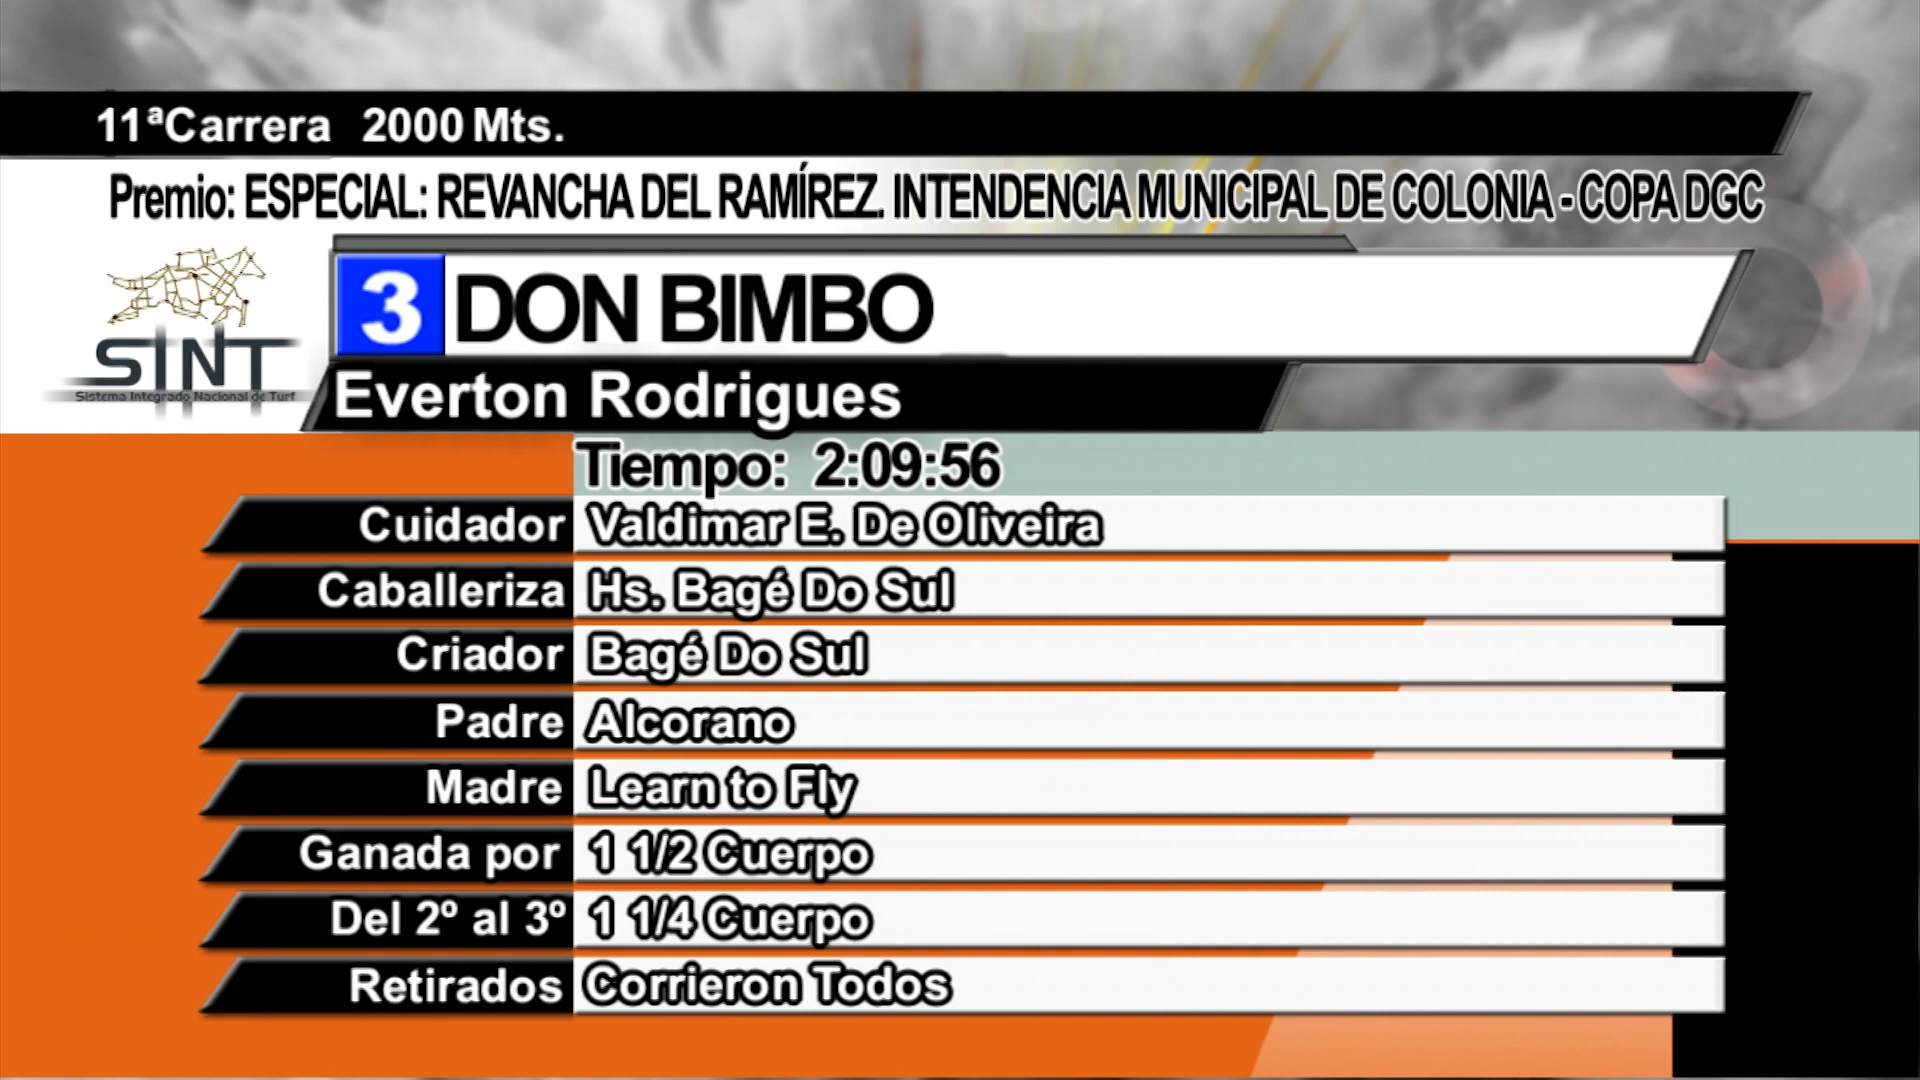 11ªCarrera 2000 Mts.
Premio: ESPECIAL: REVANCHA DEL RAMÍREZ. INTENDENCIA MUNICIPAL DE COLONIA - COPA DGC
3 DON BIMBO
SINT
Sistema Integrado Nacional de Turf
Everton Rodrigues
Tiempo: 2:09:56
Cuidador Valdimar E. De Oliveira
Caballeriza Hs. Bagé Do Sul
Criador Bagé Do Sul
Padre Alcorano
Madre Learn to Fly
Ganada por 1 1/2 Cuerpo
Del 2º al 3º 1 1/4 Cuerpo
Retirados Corrieron Todos